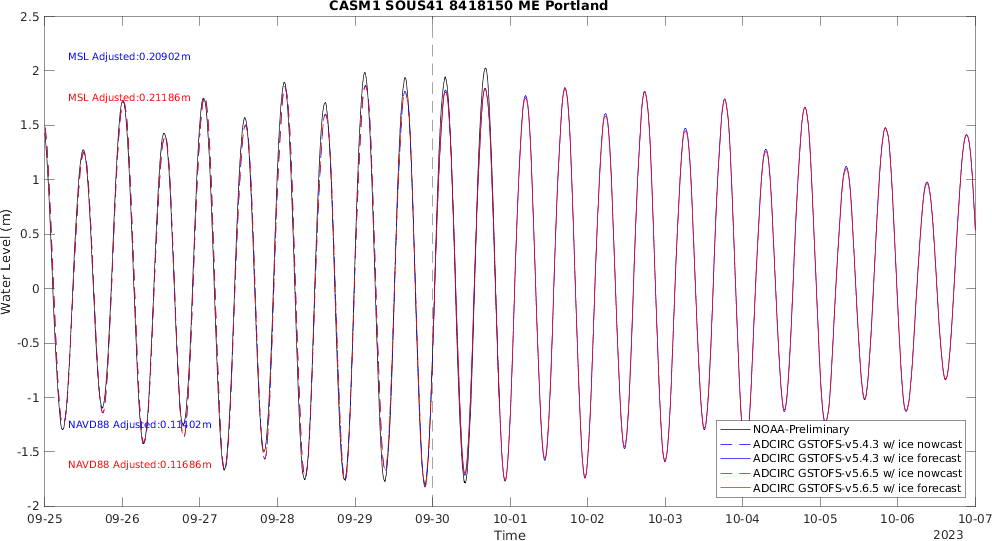 CASM1 SOUS41 8418150 ME Portland
2.5
2
1.5
1
0.5
0
-0.5
-1
-1.5
-2
Water Level (m)
MSL Adjusted:0.20902m
MSL Adjusted:0.21186m
NAVD88 Adjusted:0.11402m
NAVD88 Adjusted:0.11686m
NOAA-Preliminary
ADCIRC GSTOFS-v5.4.3 w/ ice nowcast
ADCIRC GSTOFS-v5.4.3 w/ ice forecast
ADCIRC GSTOFS-v5.6.5 w/ ice nowcast
ADCIRC GSTOFS-v5.6.5 w/ ice forecast
09-25 09-26 09-27 09-28 09-29 09-30 10-01 10-02 10-03 10-04 10-05 10-06 10-07
Time
2023